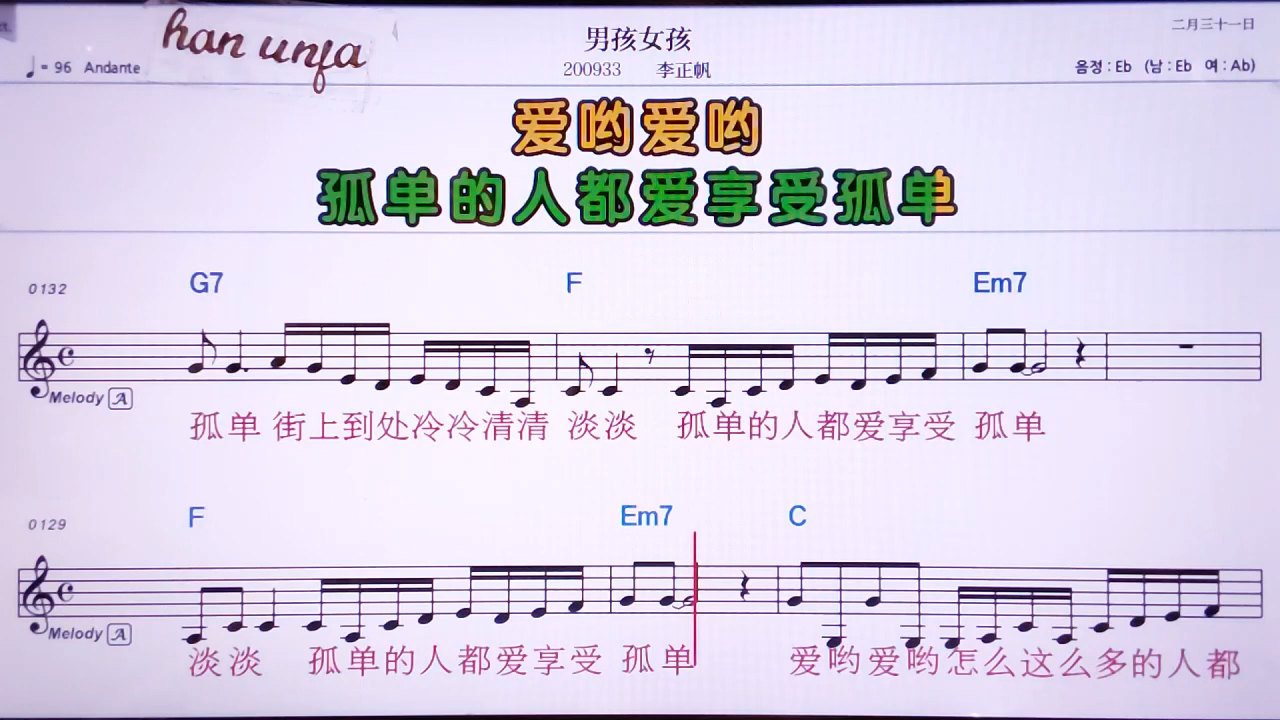 han unfa
男孩女孩
二月三十一日
♩= 96 Andante
200933 李正帆
음정 : Eb (남 : Eb 여 : Ab)
爱哟爱哟
孤单的人都爱享受孤单
0132 G7 F Em7
Melody A
孤单 街上到处冷冷清清 淡淡 孤单的人都爱享受 孤单
0129 F Em7 C
Melody A
淡淡 孤单的人都爱享受 孤单 爱哟爱哟怎么这么多的人都